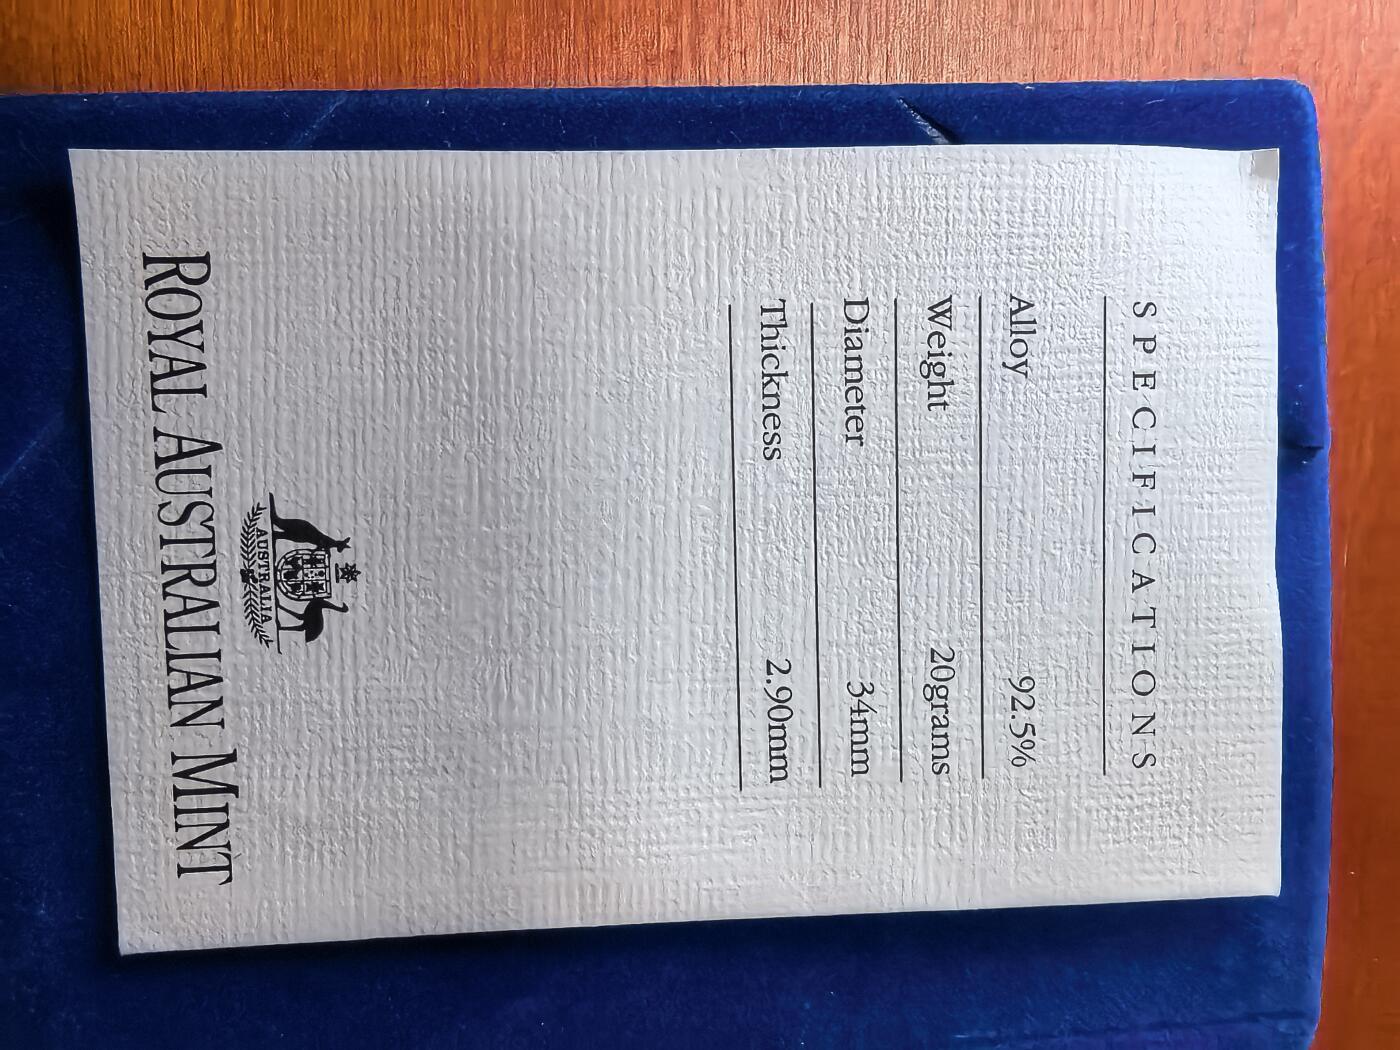 SPECIFICATIONS
Alloy 92.5%
Weight 20grams
Diameter 34mm
Thickness 2.90mm
AUSTRALIA
ROYAL AUSTRALIAN MINT